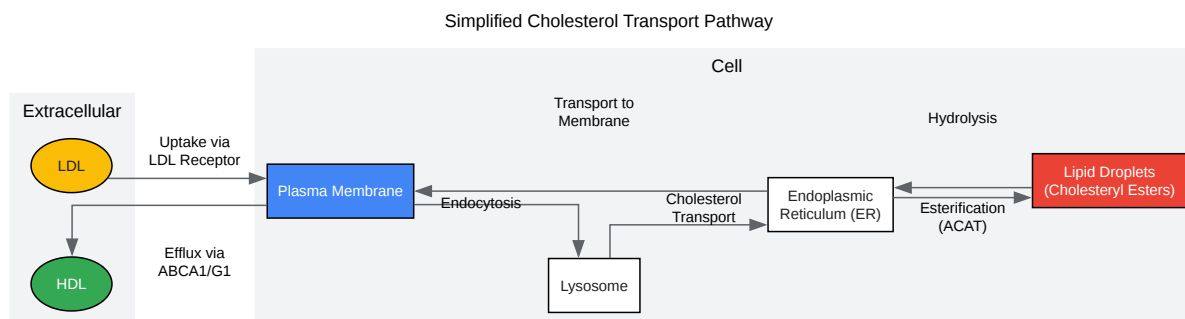 Simplified Cholesterol Transport Pathway
Cell
Extracellular
Transport to
Membrane
Hydrolysis
Uptake via
LDL Receptor
LDL
Plasma Membrane
Lipid Droplets
(Cholesteryl Esters)
Endocytosis
Cholesterol
Transport
Endoplasmic
Reticulum (ER)
Esterification
(ACAT)
Efflux via
ABCA1/G1
HDL
Lysosome